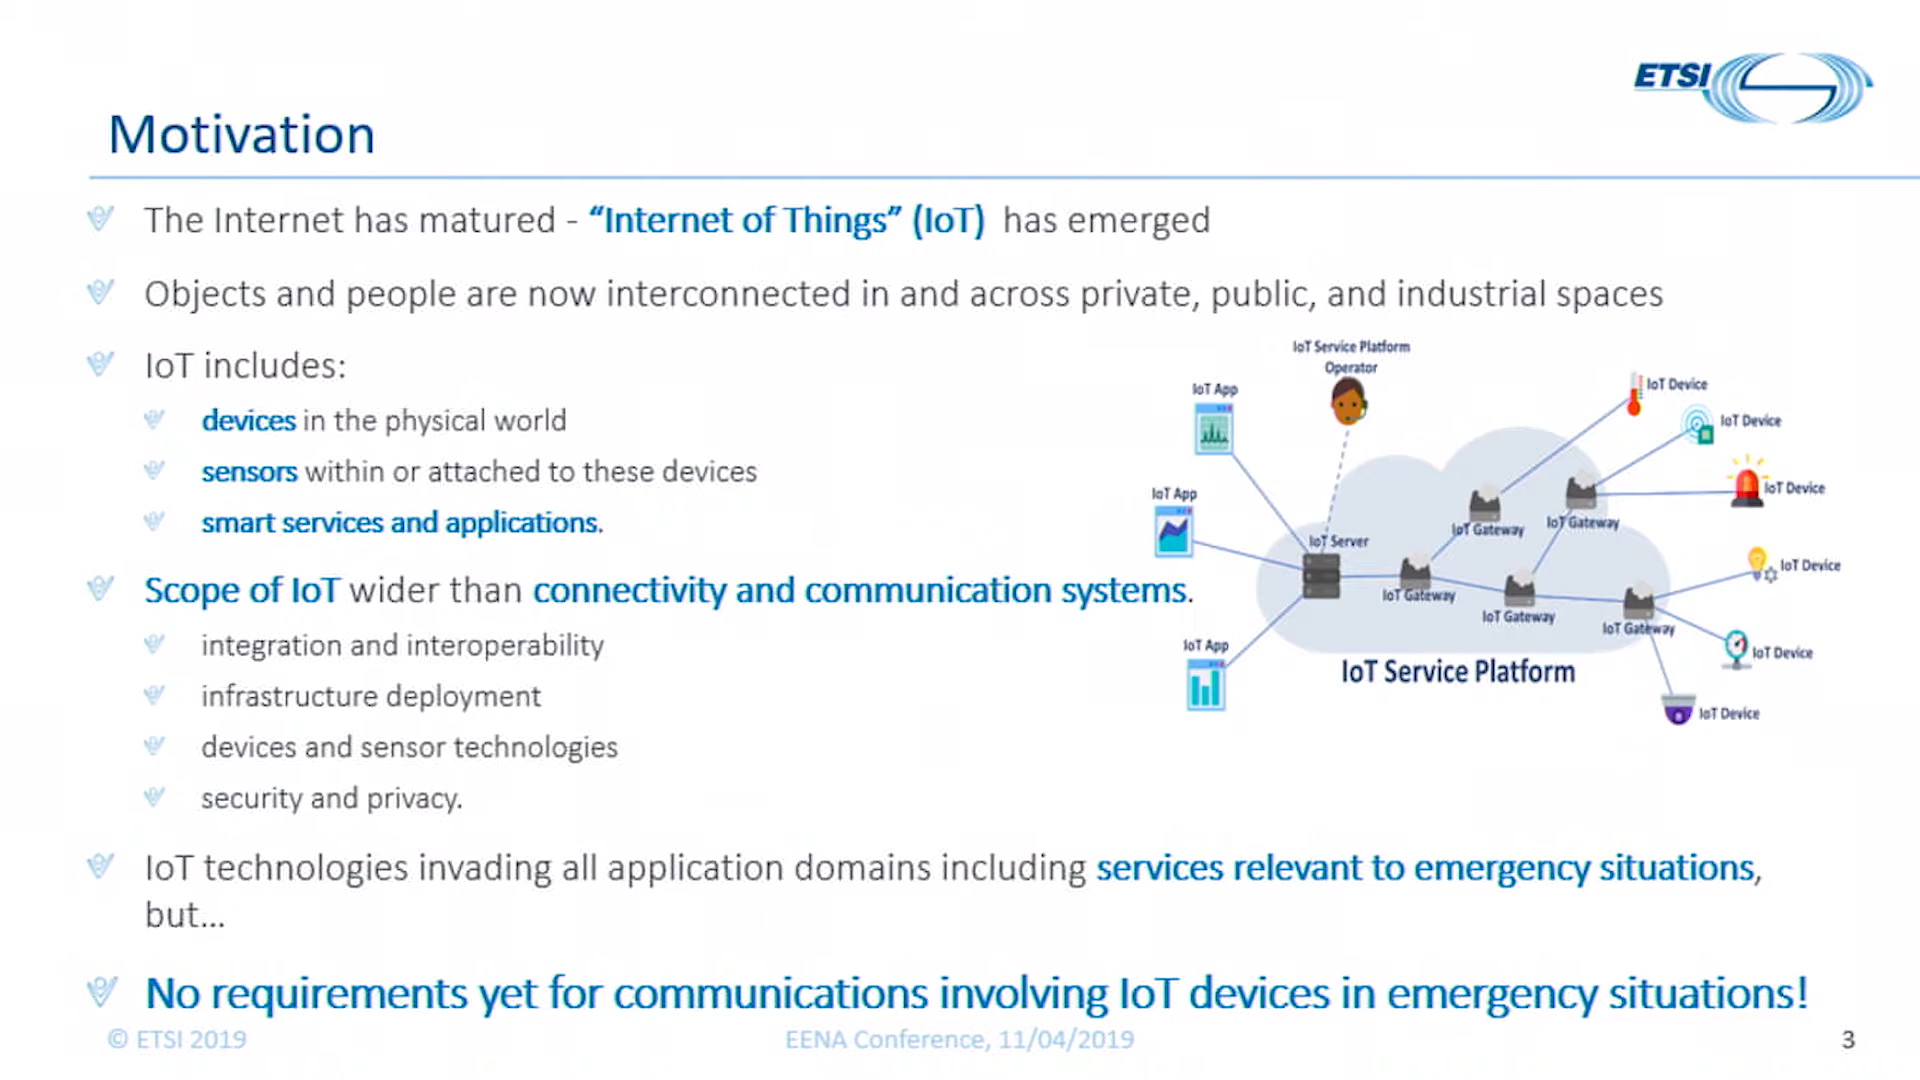 ETSI
Motivation
The Internet has matured - “Internet of Things” (IoT) has emerged
Objects and people are now interconnected in and across private, public, and industrial spaces
IoT includes:
devices in the physical world
sensors within or attached to these devices
smart services and applications.
Scope of IoT wider than connectivity and communication systems.
integration and interoperability
infrastructure deployment
devices and sensor technologies
security and privacy.
IoT Service Platform
Operator
IoT App
IoT App
IoT App
IoT Server
IoT Gateway
IoT Gateway
IoT Gateway
IoT Gateway
IoT Gateway
IoT Device
IoT Device
IoT Device
IoT Device
IoT Device
IoT Device
IoT Service Platform
IoT technologies invading all application domains including services relevant to emergency situations,
but...
No requirements yet for communications involving IoT devices in emergency situations!
© ETSI 2019
EENA Conference, 11/04/2019
3